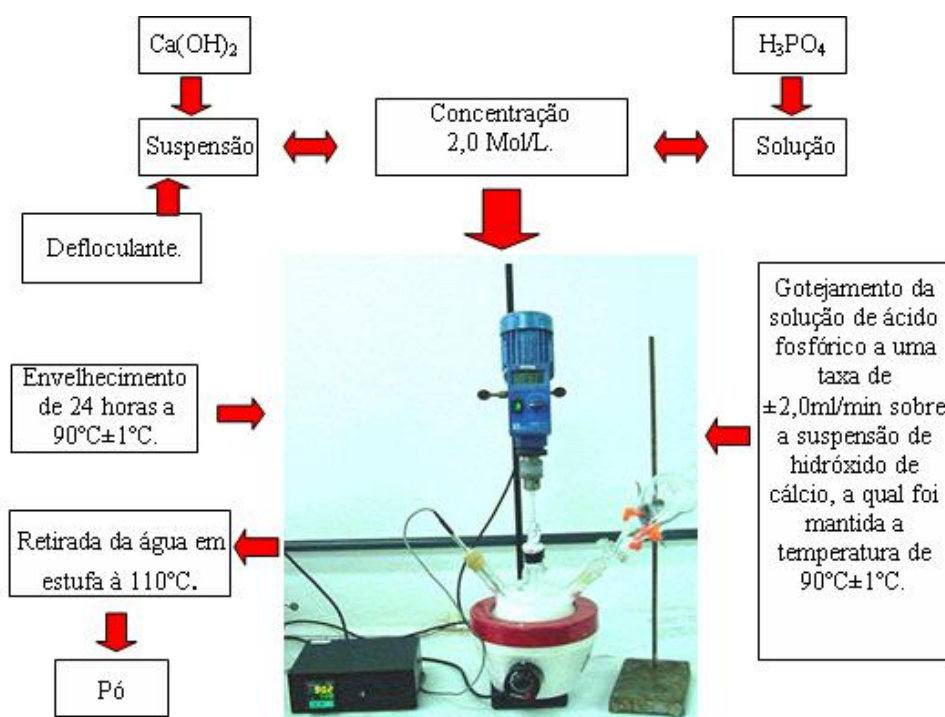 Ca(OH)₂
H₃PO₄
Suspensão
Concentração
2,0 Mol/L.
Solução
Defloculante.
Gotejamento da
solução de ácido
fosfórico a uma
taxa de
±2,0ml/min sobre
a suspensão de
hidróxido de
cálcio, a qual foi
mantida a
temperatura de
90°C±1°C.
Envelhecimento
de 24 horas a
90°C±1°C.
Retirada da água em
estufa à 110°C.
Pó